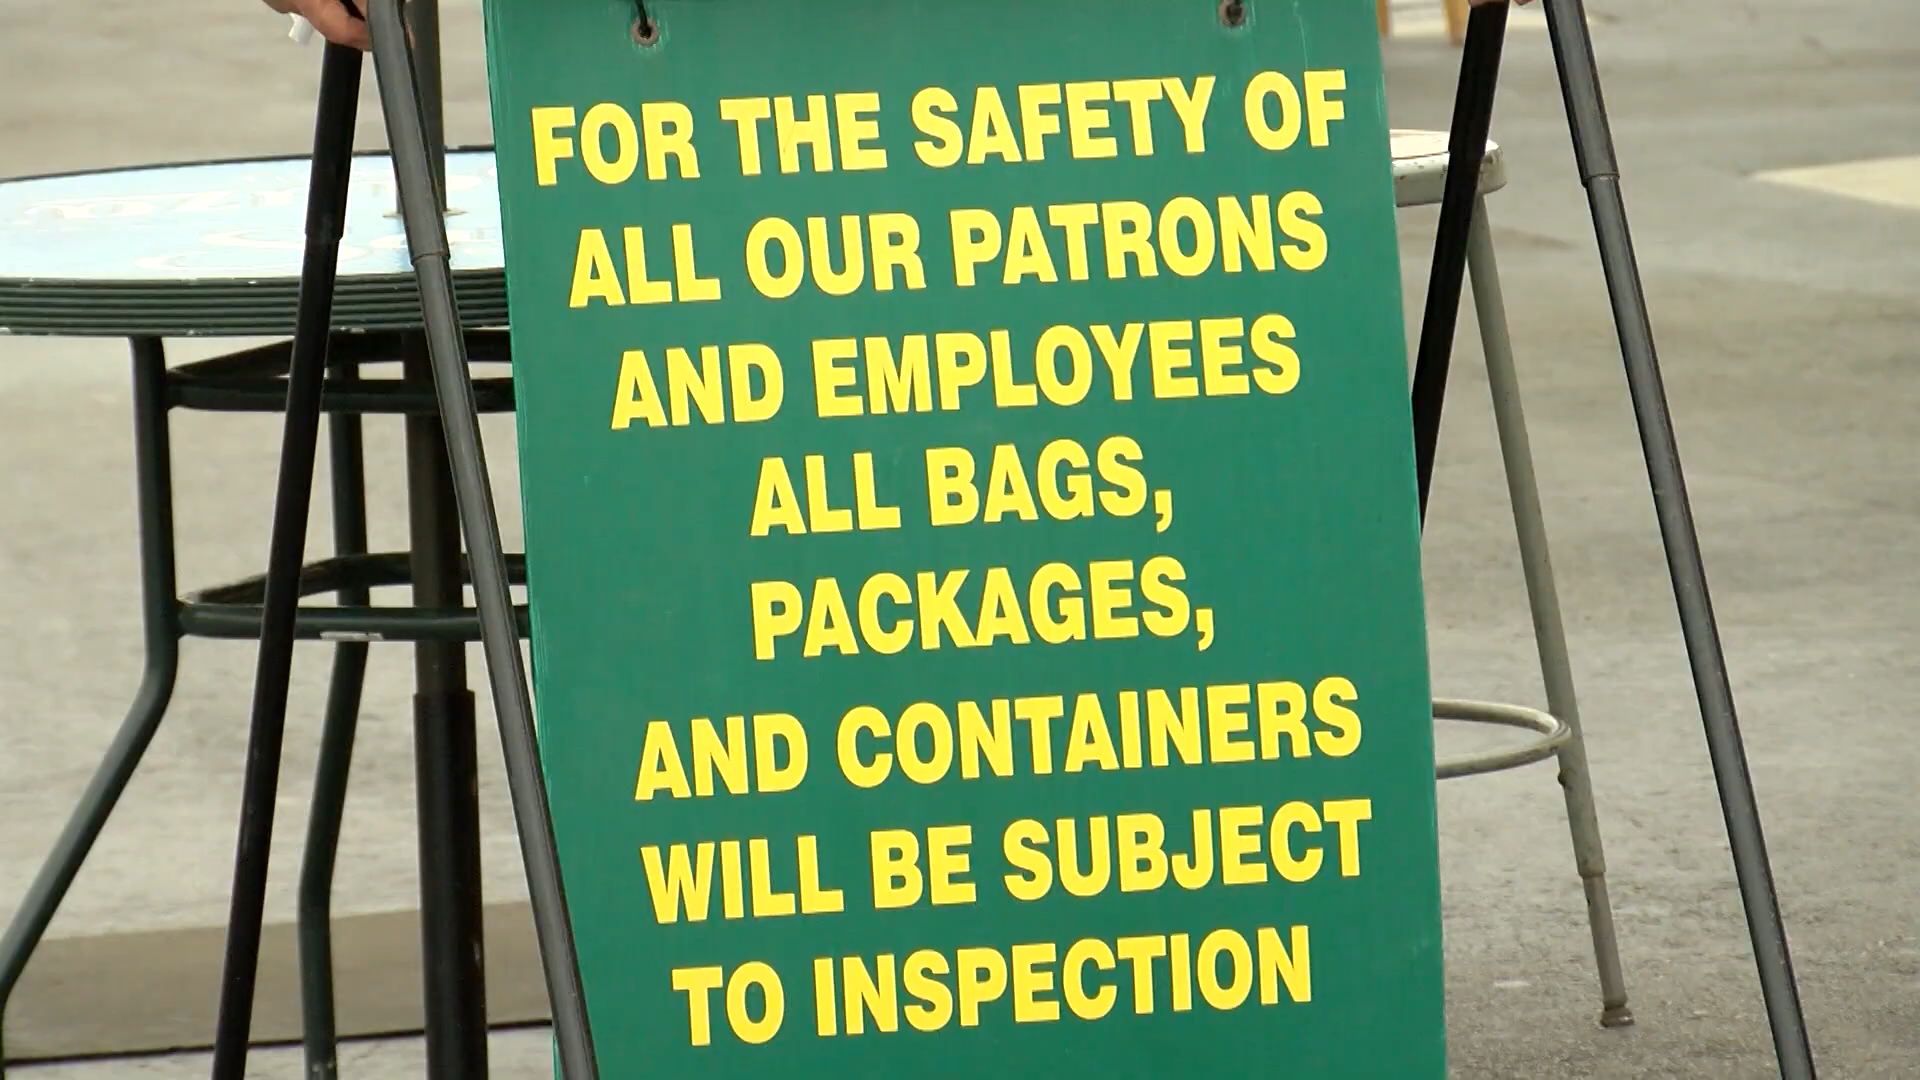 FOR THE SAFETY OF
ALL OUR PATRONS
AND EMPLOYEES
ALL BAGS,
PACKAGES,
AND CONTAINERS
WILL BE SUBJECT
TO INSPECTION